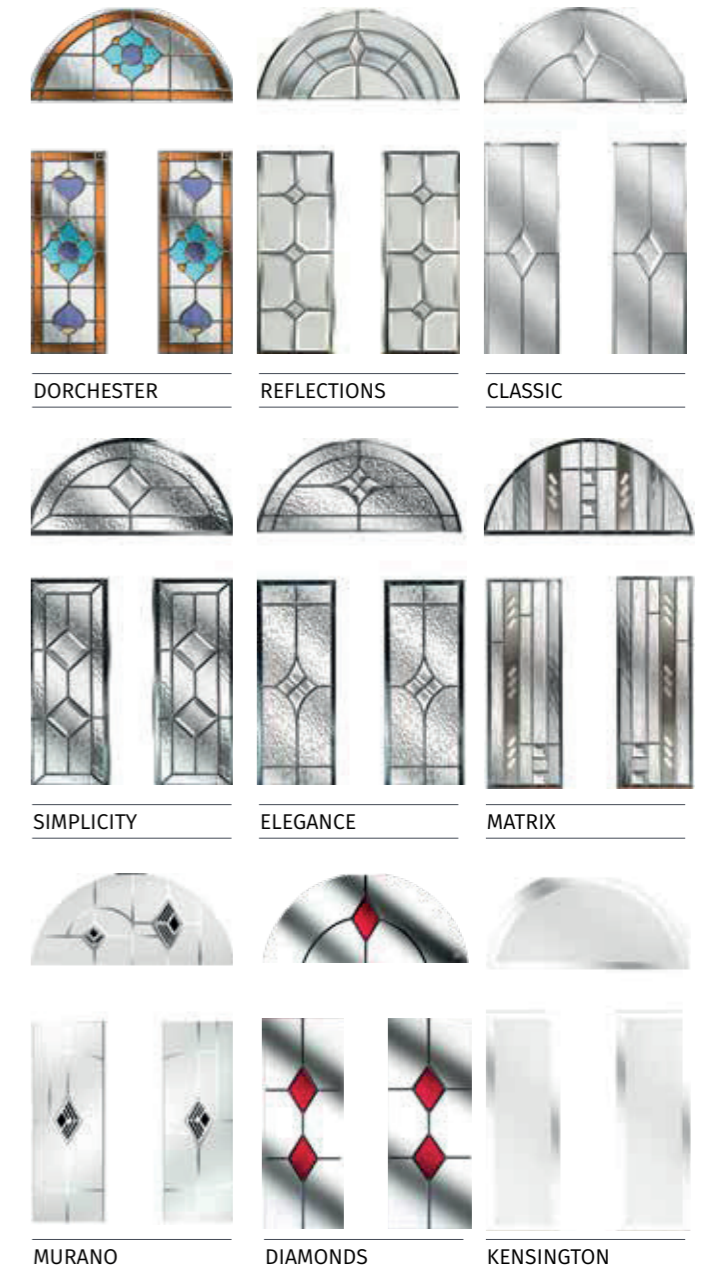 DORCHESTER
REFLECTIONS
CLASSIC
SIMPLICITY
ELEGANCE
MATRIX
MURANO
DIAMONDS
KENSINGTON